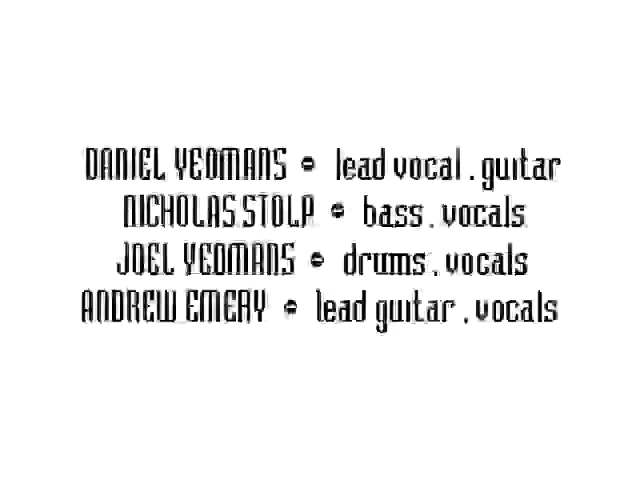 DANIEL YEOMANS • lead vocal . guitar
NICHOLAS STOLP • bass . vocals
JOEL YEOMANS • drums . vocals
ANDREW EMERY • lead guitar . vocals